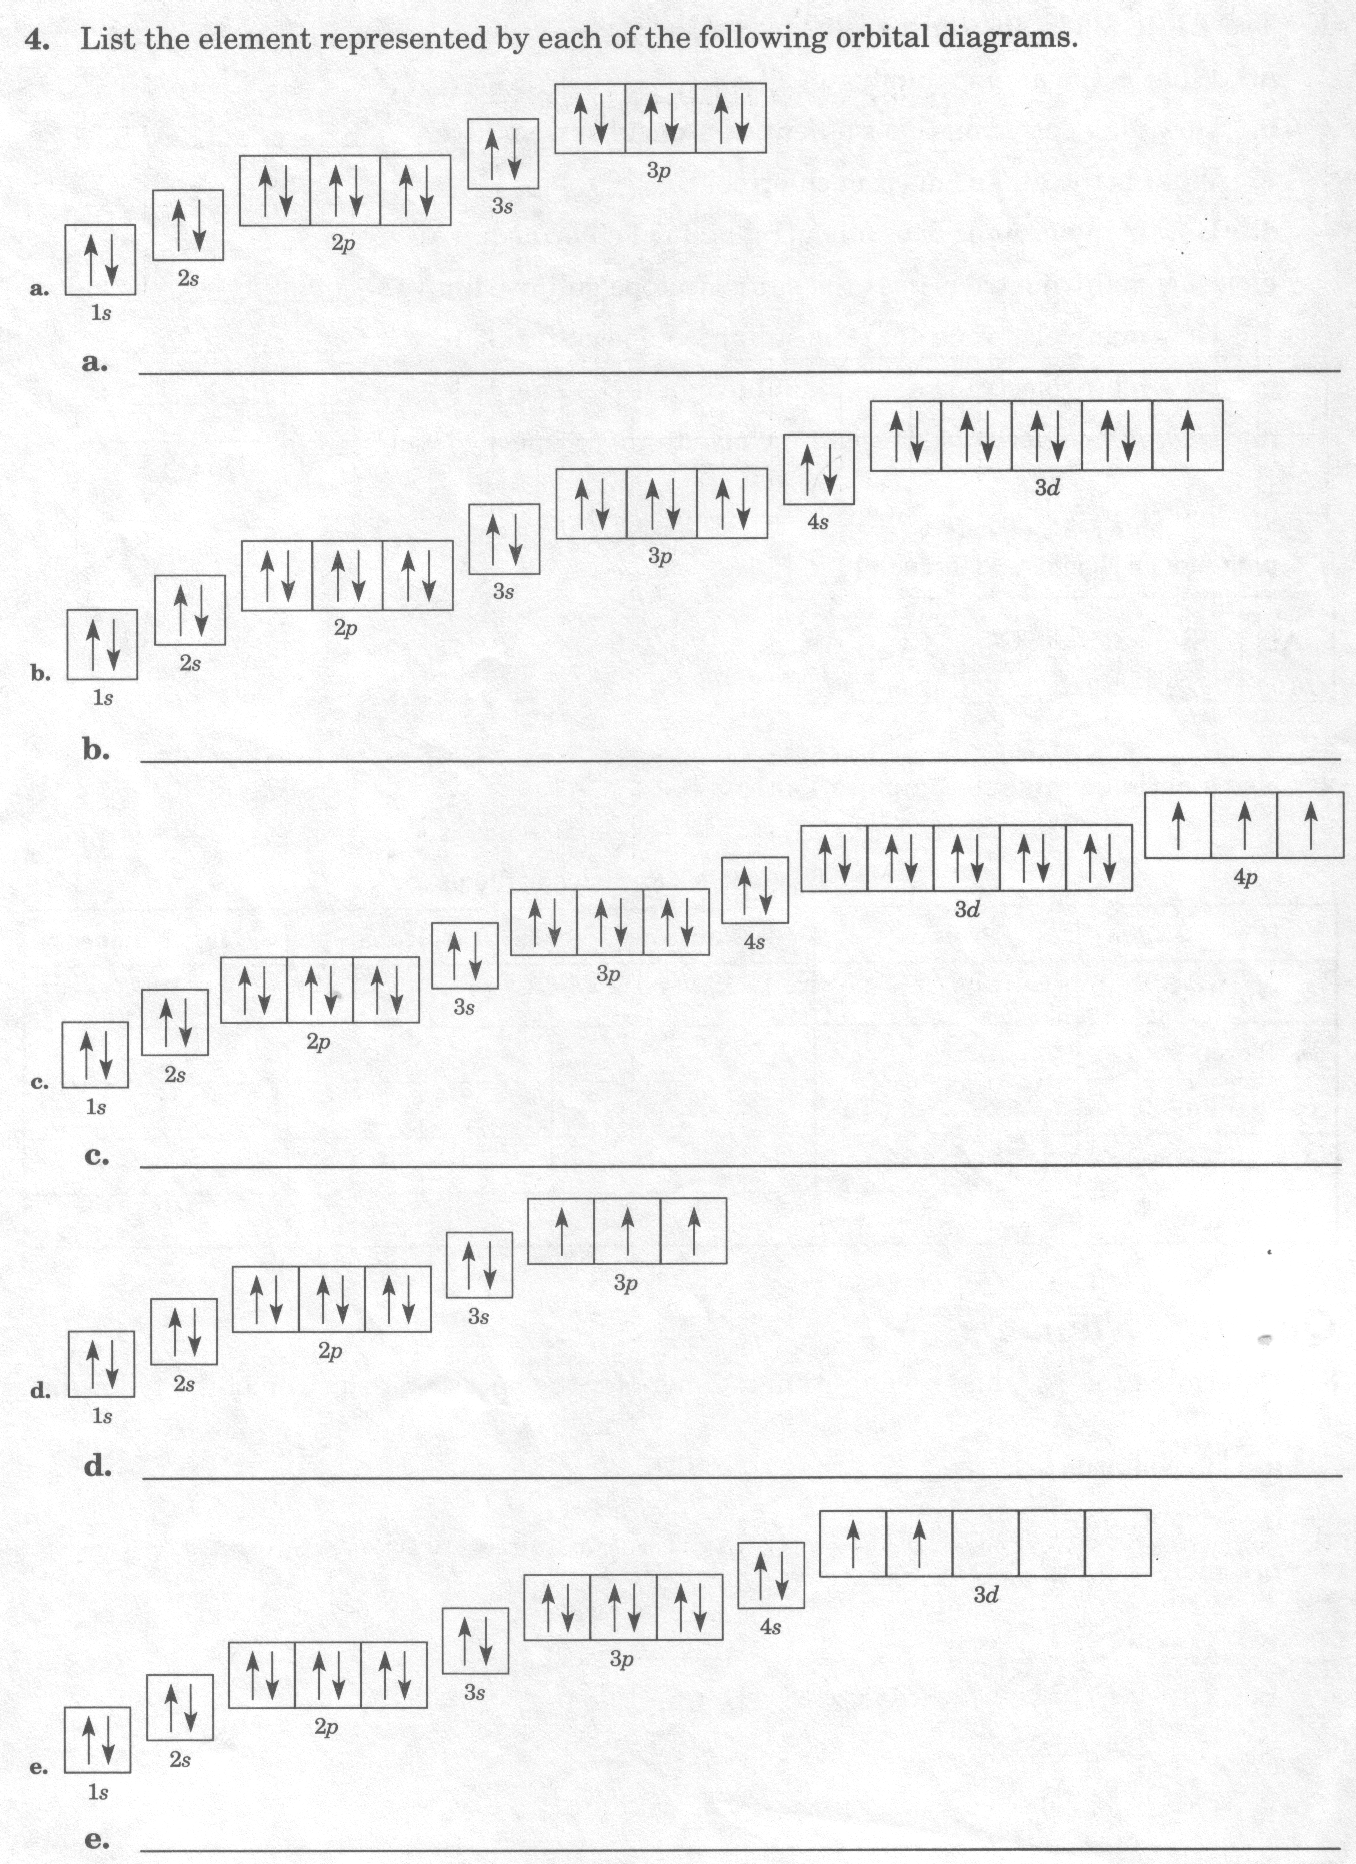 4. List the element represented by each of the following orbital diagrams.
3p
3s
2p
2s
a.
1s
a.
3d
4s
3p
3s
2p
2s
b.
1s
b.
4p
3d
4s
3p
3s
2p
2s
c.
1s
c.
3p
3s
2p
2s
d.
1s
d.
3d
4s
3p
3s
2p
2s
e.
1s
e.